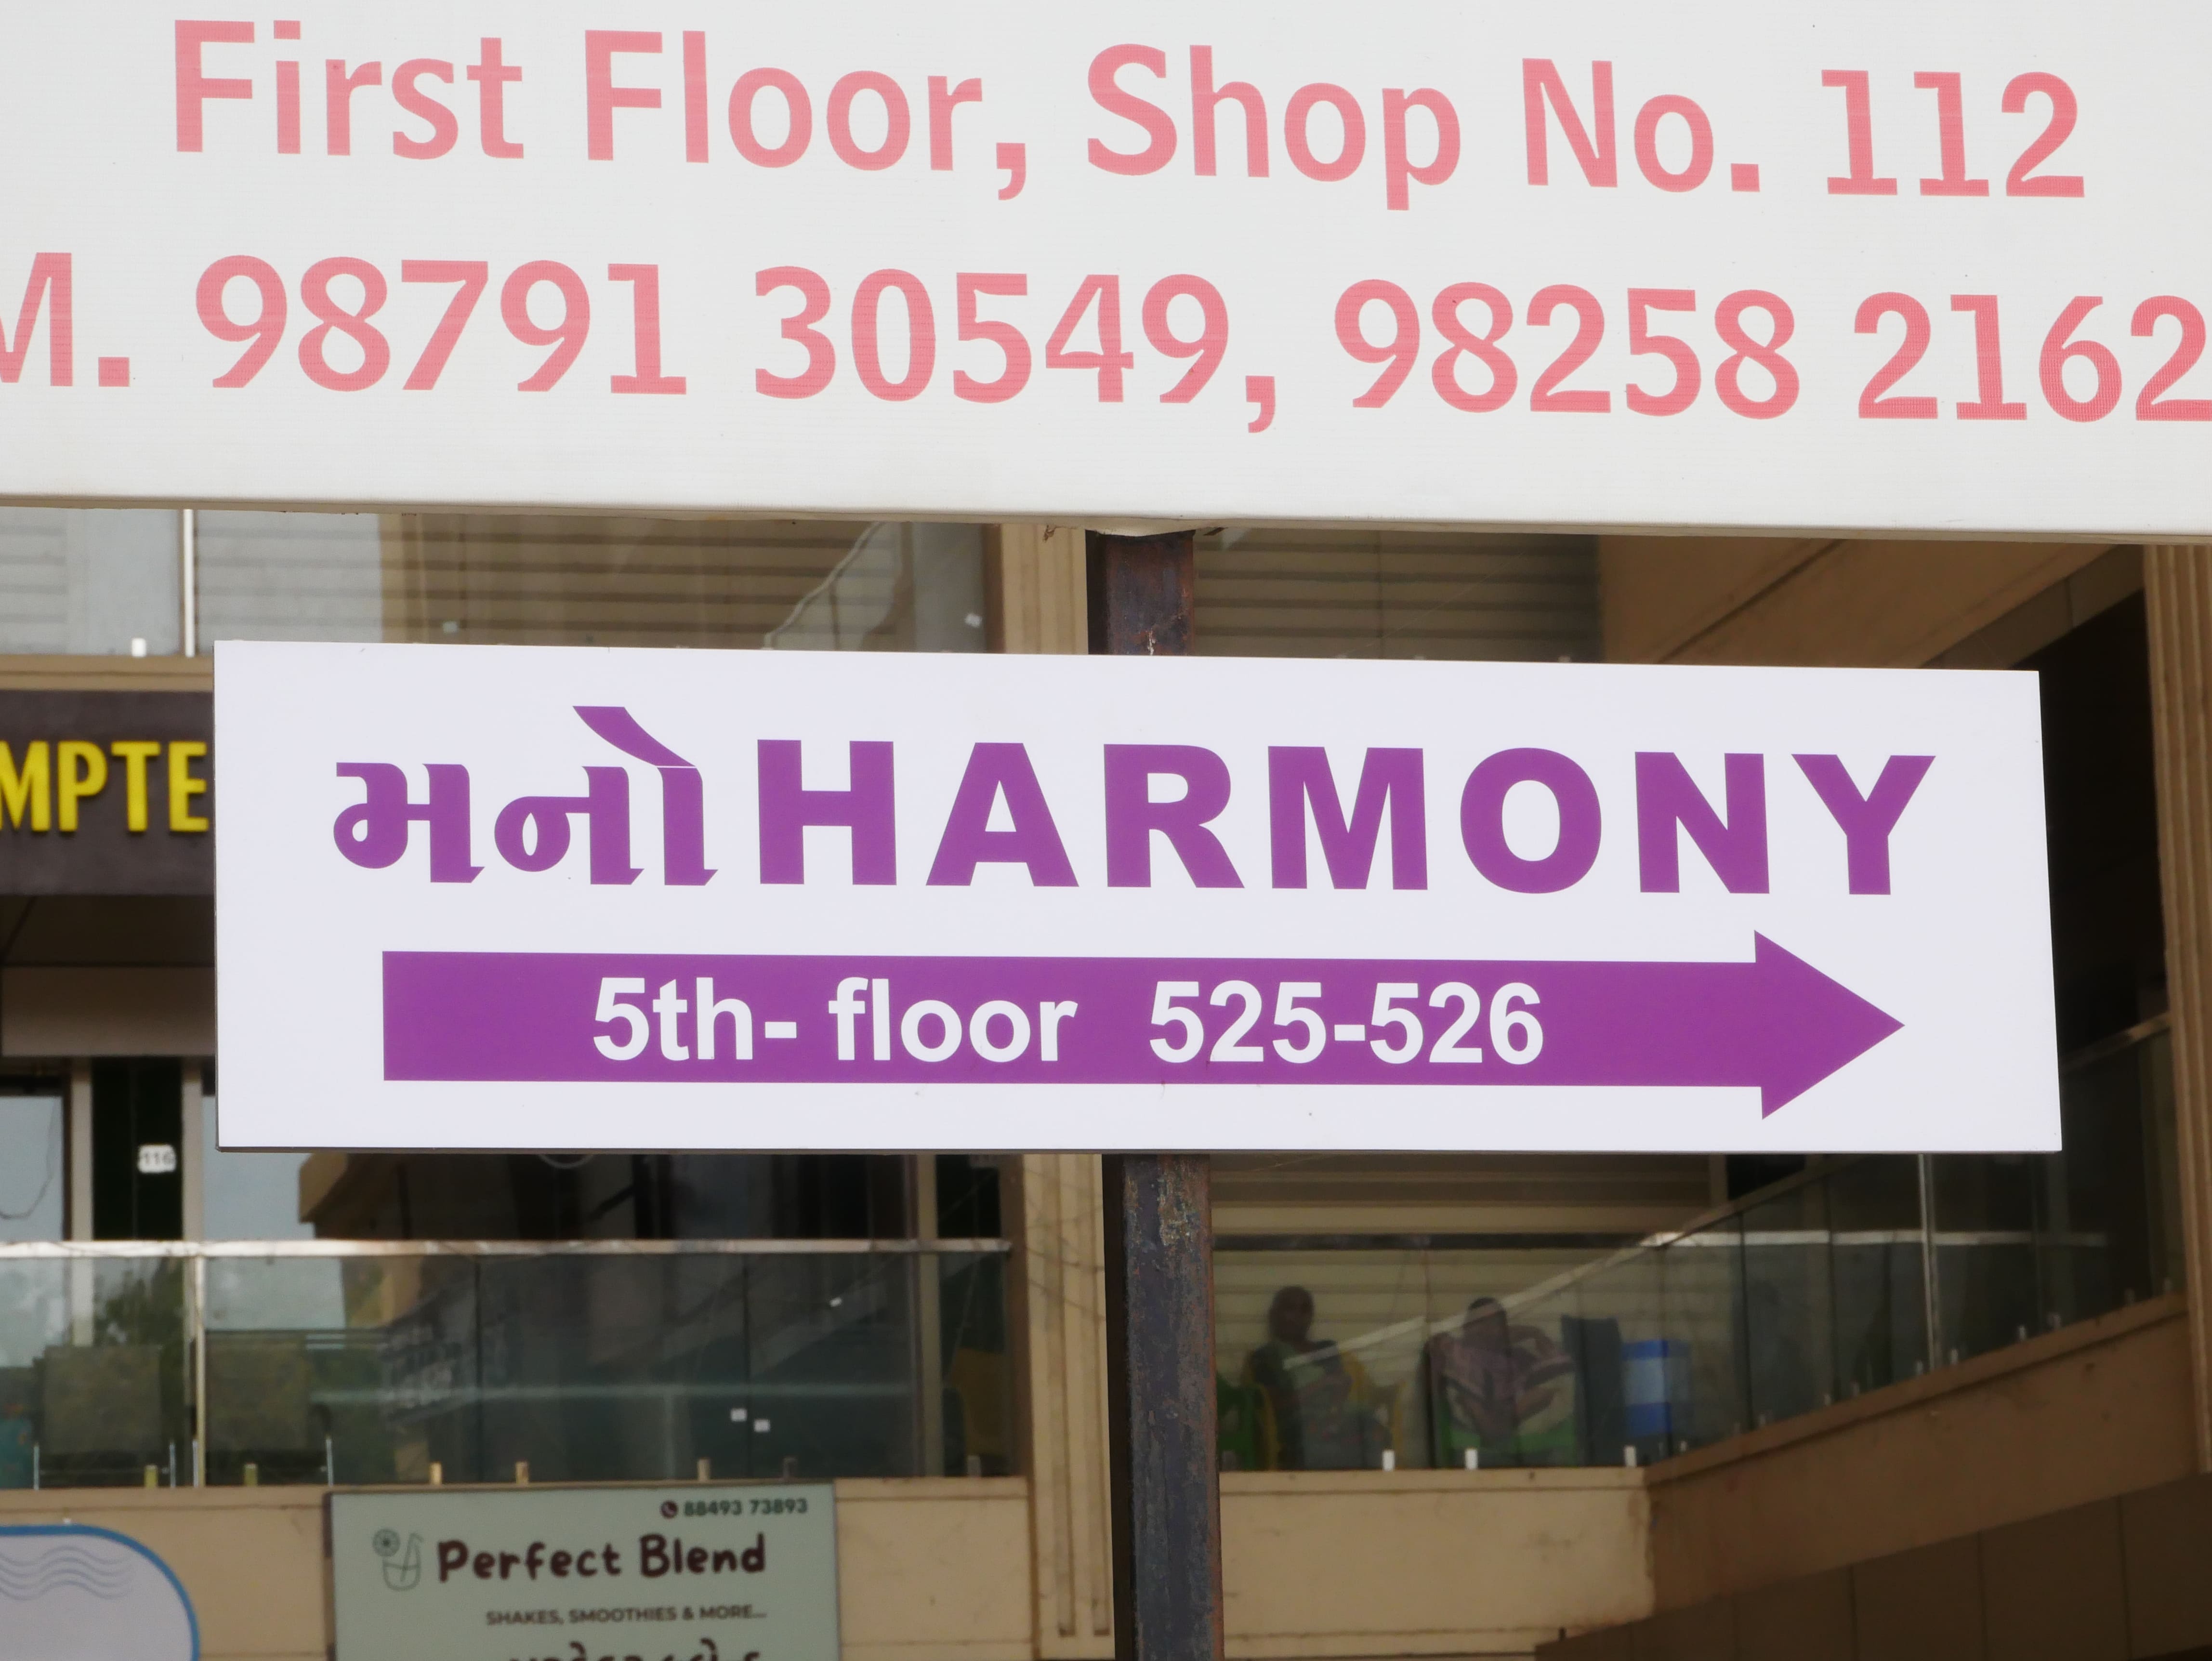 First Floor, Shop No. 112
M. 98791 30549, 98258 2162
મનો HARMONY
5th- floor 525-526
MPTE
116
88493 73893
Perfect Blend
SHAKES, SMOOTHIES & MORE...